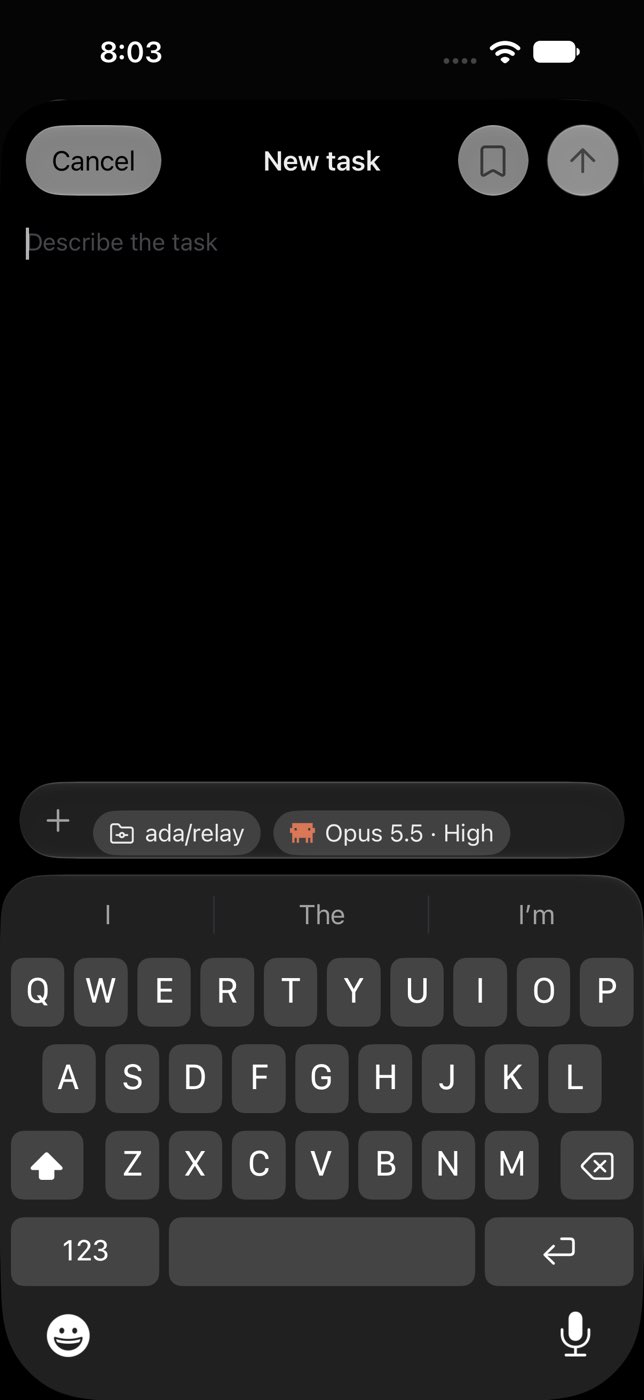 8:03
Cancel
New task
Describe the task
ada/relay
Opus 5.5 · High
I
The
I’m
Q W E R T Y U I O P
A S D F G H J K L
Z X C V B N M
123